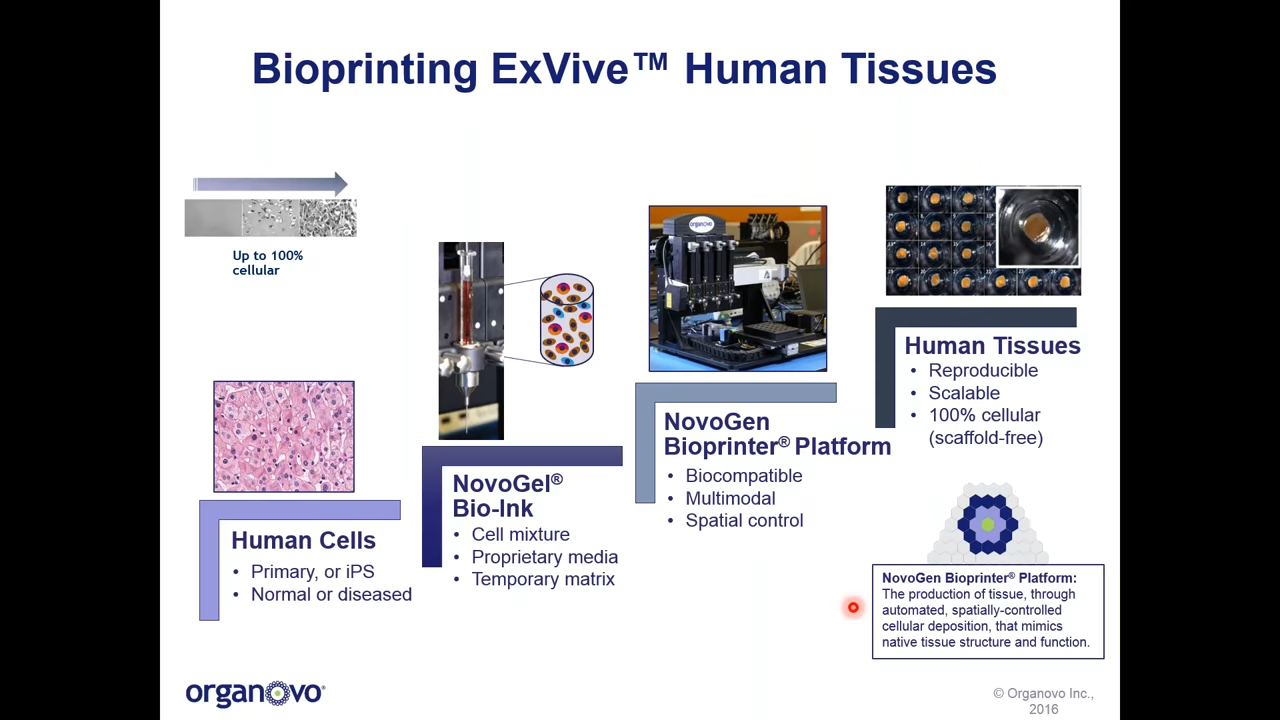 Bioprinting ExVive™ Human Tissues
Up to 100%
cellular
Human Cells
• Primary, or iPS
• Normal or diseased
NovoGel®
Bio-Ink
• Cell mixture
• Proprietary media
• Temporary matrix
organovo
NovoGen
Bioprinter® Platform
• Biocompatible
• Multimodal
• Spatial control
Human Tissues
• Reproducible
• Scalable
• 100% cellular
(scaffold-free)
NovoGen Bioprinter® Platform:
The production of tissue, through
automated, spatially-controlled
cellular deposition, that mimics
native tissue structure and function.
organovo®
© Organovo Inc.,
2016